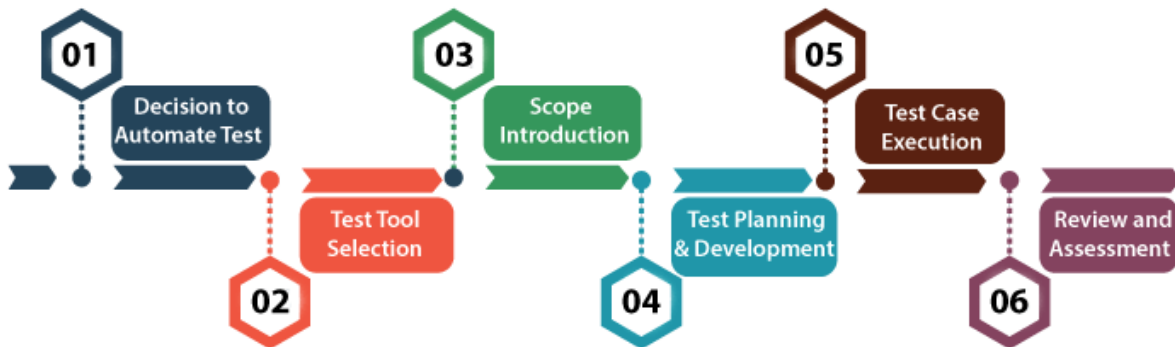 01
Decision to
Automate Test
02
Test Tool
Selection
03
Scope
Introduction
04
Test Planning
& Development
05
Test Case
Execution
06
Review and
Assessment